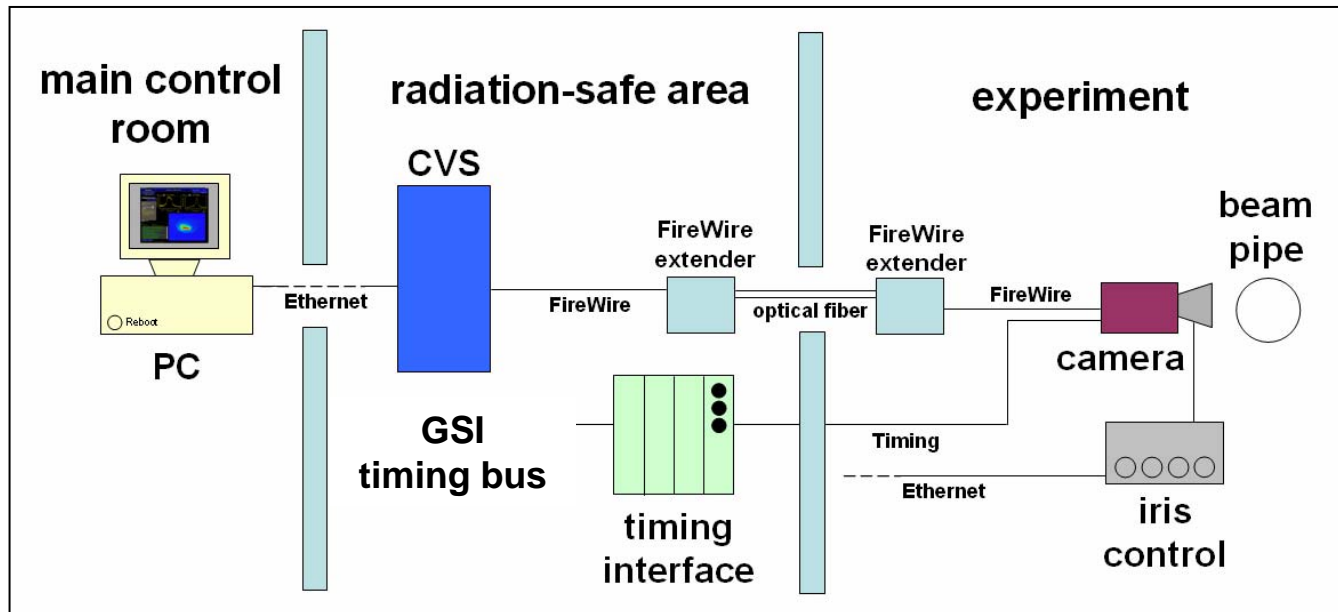 main control
room
radiation-safe area
experiment
CVS
FireWire
extender
FireWire
extender
beam
pipe
Ethernet
FireWire
optical fiber
FireWire
Reboot
PC
camera
GSI
timing bus
Timing
Ethernet
timing
interface
iris
control